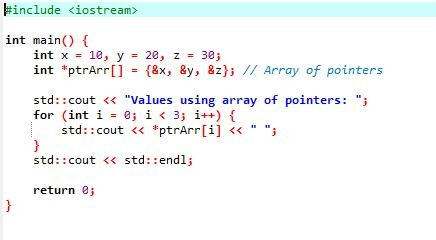 #include <iostream>

int main() {
    int x = 10, y = 20, z = 30;
    int *ptrArr[] = {&x, &y, &z}; // Array of pointers

    std::cout << "Values using array of pointers: ";
    for (int i = 0; i < 3; i++) {
        std::cout << *ptrArr[i] << " ";
    }
    std::cout << std::endl;

    return 0;
}